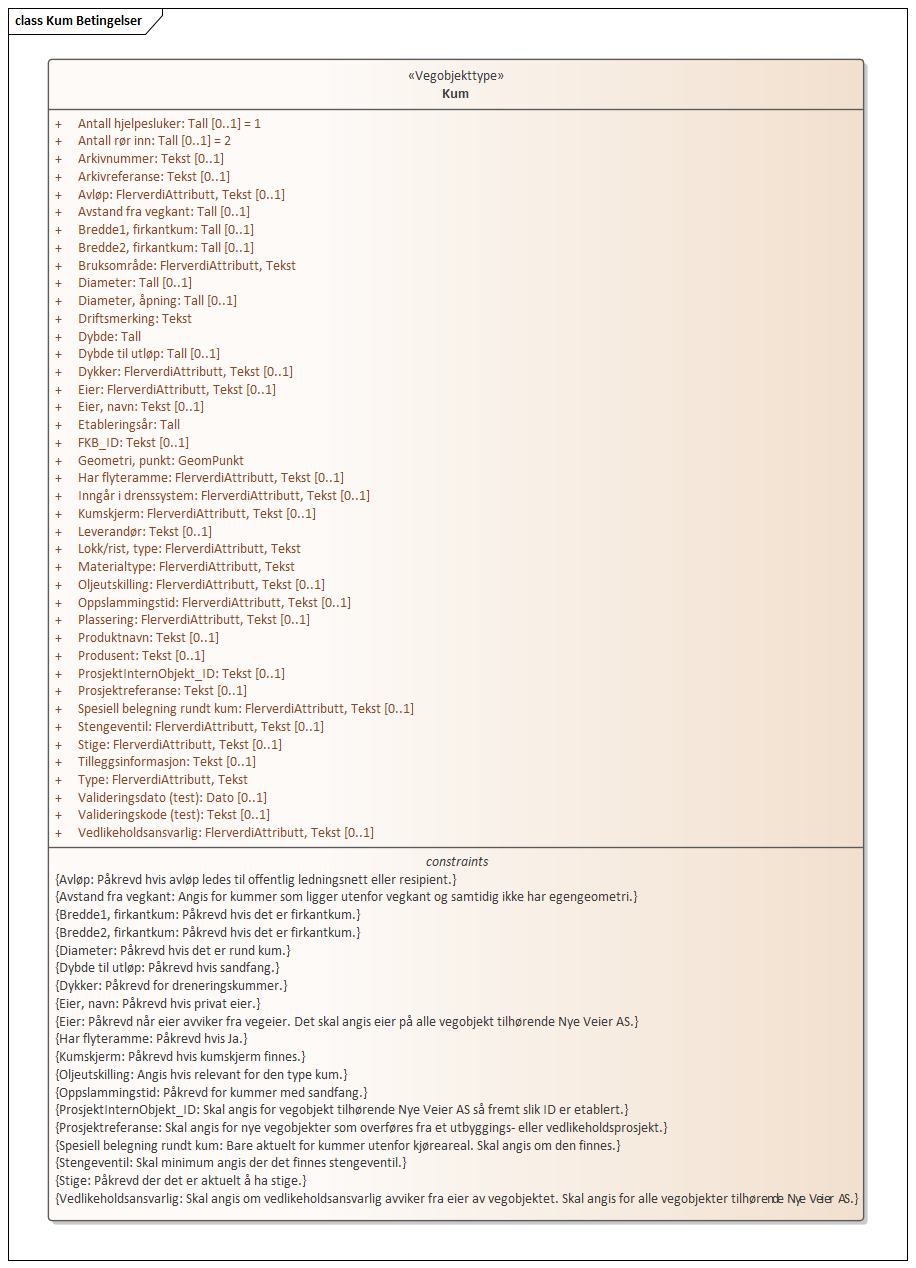 class Kum Betingelser
«Vegobjekttype»
Kum
+ Antall hjelpesluker: Tall [0..1] = 1
+ Antall rør inn: Tall [0..1] = 2
+ Arkivnummer: Tekst [0..1]
+ Arkivreferanse: Tekst [0..1]
+ Avløp: FlerverdiAttributt, Tekst [0..1]
+ Avstand fra vegkant: Tall [0..1]
+ Bredde1, firkantkum: Tall [0..1]
+ Bredde2, firkantkum: Tall [0..1]
+ Bruksområde: FlerverdiAttributt, Tekst
+ Diameter: Tall [0..1]
+ Diameter, åpning: Tall [0..1]
+ Driftsmerking: Tekst
+ Dybde: Tall
+ Dybde til utløp: Tall [0..1]
+ Dykker: FlerverdiAttributt, Tekst [0..1]
+ Eier: FlerverdiAttributt, Tekst [0..1]
+ Eier, navn: Tekst [0..1]
+ Etableringsår: Tall
+ FKB_ID: Tekst [0..1]
+ Geometri, punkt: GeomPunkt
+ Har flyteramme: FlerverdiAttributt, Tekst [0..1]
+ Inngår i drenssystem: FlerverdiAttributt, Tekst [0..1]
+ Kumskjerm: FlerverdiAttributt, Tekst [0..1]
+ Leverandør: Tekst [0..1]
+ Lokk/rist, type: FlerverdiAttributt, Tekst
+ Materialtype: FlerverdiAttributt, Tekst
+ Oljeutskilling: FlerverdiAttributt, Tekst [0..1]
+ Oppslammingstid: FlerverdiAttributt, Tekst [0..1]
+ Plassering: FlerverdiAttributt, Tekst [0..1]
+ Produktnavn: Tekst [0..1]
+ Produsent: Tekst [0..1]
+ ProsjektInternObjekt_ID: Tekst [0..1]
+ Prosjektreferanse: Tekst [0..1]
+ Spesiell belegning rundt kum: FlerverdiAttributt, Tekst [0..1]
+ Stengeventil: FlerverdiAttributt, Tekst [0..1]
+ Stige: FlerverdiAttributt, Tekst [0..1]
+ Tilleggsinformasjon: Tekst [0..1]
+ Type: FlerverdiAttributt, Tekst
+ Valideringsdato (test): Dato [0..1]
+ Valideringskode (test): Tekst [0..1]
+ Vedlikeholdsansvarlig: FlerverdiAttributt, Tekst [0..1]
constraints
{Avløp: Påkrevd hvis avløp ledes til offentlig ledningsnett eller resipient.}
{Avstand fra vegkant: Angis for kummer som ligger utenfor vegkant og samtidig ikke har egengeometri.}
{Bredde1, firkantkum: Påkrevd hvis det er firkantkum.}
{Bredde2, firkantkum: Påkrevd hvis det er firkantkum.}
{Diameter: Påkrevd hvis det er rund kum.}
{Dybde til utløp: Påkrevd hvis sandfang.}
{Dykker: Påkrevd for dreneringskummer.}
{Eier, navn: Påkrevd hvis privat eier.}
{Eier: Påkrevd når eier avviker fra vegeier. Det skal angis eier på alle vegobjekt tilhørende Nye Veier AS.}
{Har flyteramme: Påkrevd hvis Ja.}
{Kumskjerm: Påkrevd hvis kumskjerm finnes.}
{Oljeutskilling: Angis hvis relevant for den type kum.}
{Oppslammingstid: Påkrevd for kummer med sandfang.}
{ProsjektInternObjekt_ID: Skal angis for vegobjekt tilhørende Nye Veier AS så fremt slik ID er etablert.}
{Prosjektreferanse: Skal angis for nye vegobjekter som overføres fra et utbyggings- eller vedlikeholdsprosjekt.}
{Spesiell belegning rundt kum: Bare aktuelt for kummer utenfor kjøreareal. Skal angis om den finnes.}
{Stengeventil: Skal minimum angis der det finnes stengeventil.}
{Stige: Påkrevd der det er aktuelt å ha stige.}
{Vedlikeholdsansvarlig: Skal angis om vedlikeholdsansvarlig avviker fra eier av vegobjektet. Skal angis for alle vegobjekter tilhørende Nye Veier AS.}